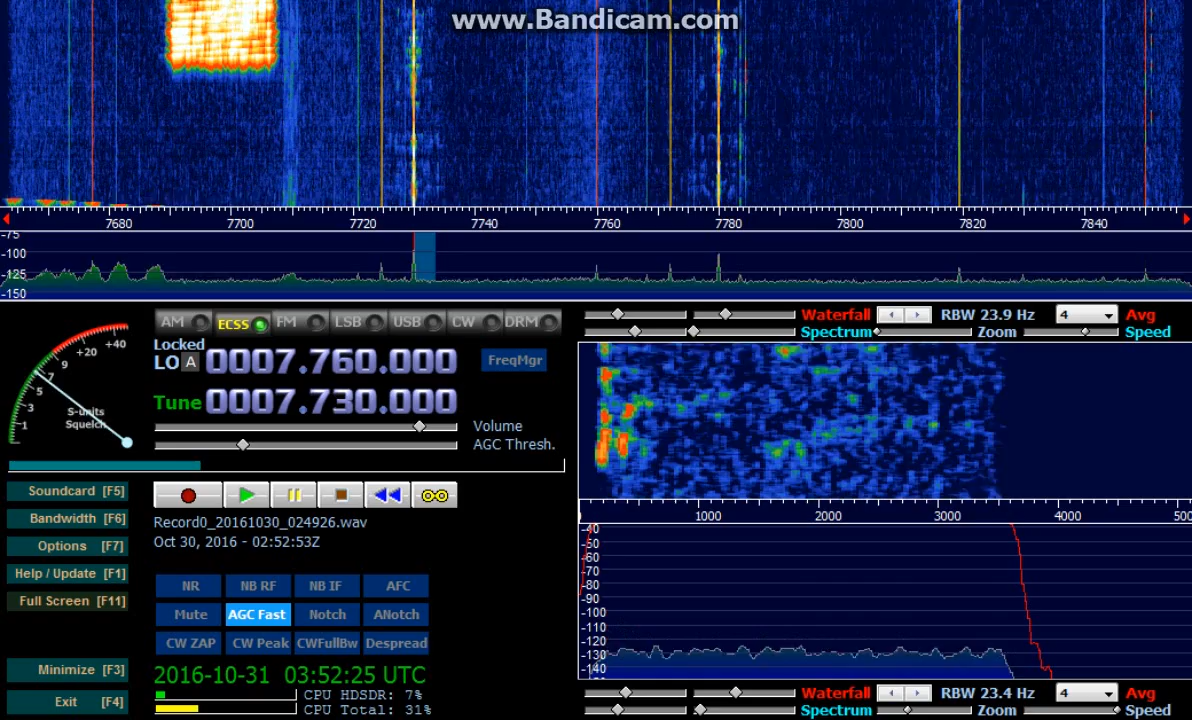 www.Bandicam.com
7680 7700 7720 7740 7760 7780 7800 7820 7840
-75
-100
-125
-150
AM ECSS FM LSB USB CW DRM
Locked
LO A 0007.760.000 FreqMgr
Tune 0007.730.000
Volume
AGC Thresh.
+40
+20
9
7
5
3
1
S-units
Squelch
Waterfall RBW 23.9 Hz 4 Avg
Spectrum Zoom Speed
Soundcard [F5]
Bandwidth [F6]
Options [F7]
Help / Update [F1]
Full Screen [F11]
Minimize [F3]
Exit [F4]
Record0_20161030_024926.wav
Oct 30, 2016 - 02:52:53Z
NR NB RF NB IF AFC
Mute AGC Fast Notch ANotch
CW ZAP CW Peak CWFullBw Despread
2016-10-31 03:52:25 UTC
CPU HDSDR: 7%
CPU Total: 31%
1000 2000 3000 4000 500
-40
-50
-60
-70
-80
-90
-100
-110
-120
-130
-140
Waterfall RBW 23.4 Hz 4 Avg
Spectrum Zoom Speed